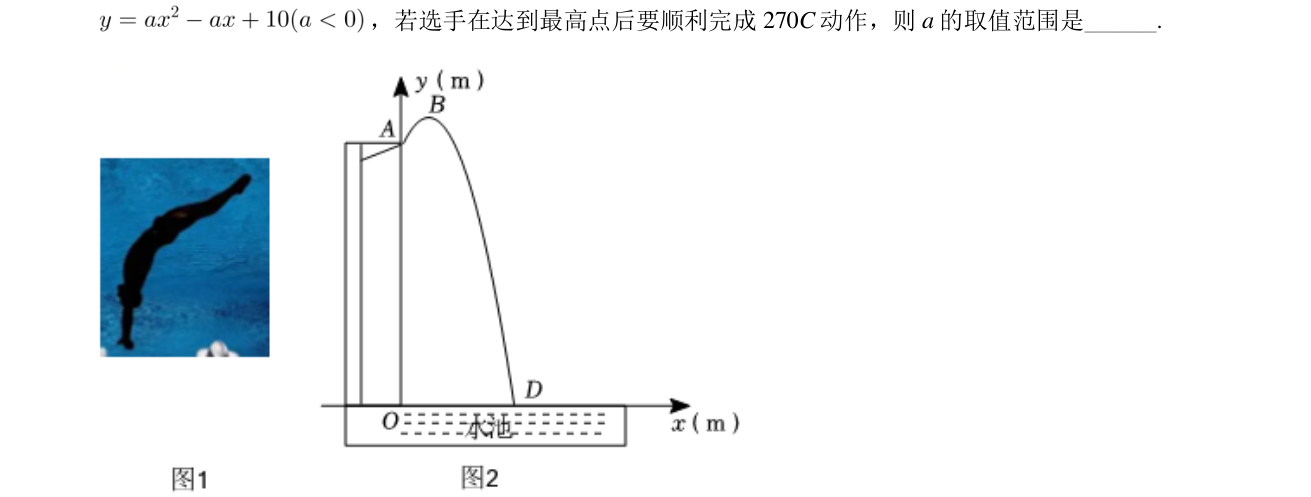 y = ax² − ax + 10(a < 0)，若选手在达到最高点后要顺利完成 270C 动作，则 a 的取值范围是______.
y ( m )
B
A
D
O
水池
x ( m )
图1
图2